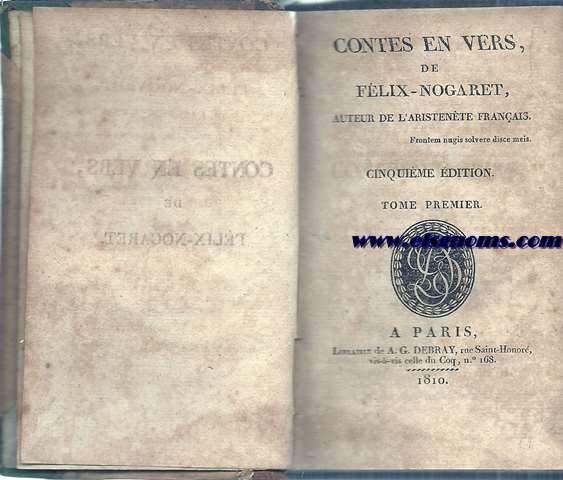 CONTES EN VERS,
DE
FÉLIX-NOGARET,
CONTES EN VERS,
DE
FÉLIX-NOGARET,
AUTEUR DE L'ARISTENÈTE FRANÇAIS.
Frontem nugis solvere disce meis.
CINQUIÈME ÉDITION.
TOME PREMIER.
www.elsgnoms.com
A PARIS,
LIBRAIRIE de A. G. DEBRAY, rue Saint-Honoré,
vis-à-vis celle du Coq, n.º 168.
1810.